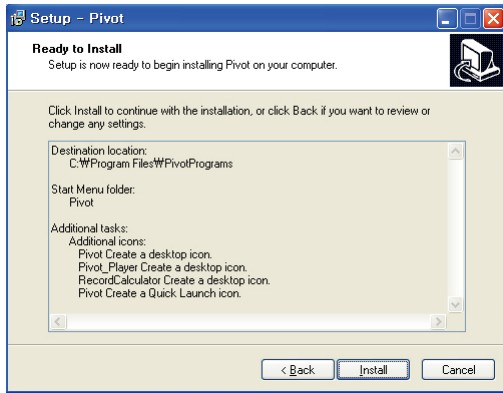 Setup - Pivot
Ready to Install
Setup is now ready to begin installing Pivot on your computer.
Click Install to continue with the installation, or click Back if you want to review or
change any settings.
Destination location:
C:₩Program Files₩PivotPrograms
Start Menu folder:
Pivot
Additional tasks:
Additional icons:
Pivot Create a desktop icon.
Pivot_Player Create a desktop icon.
RecordCalculator Create a desktop icon.
Pivot Create a Quick Launch icon.
< Back
Install
Cancel